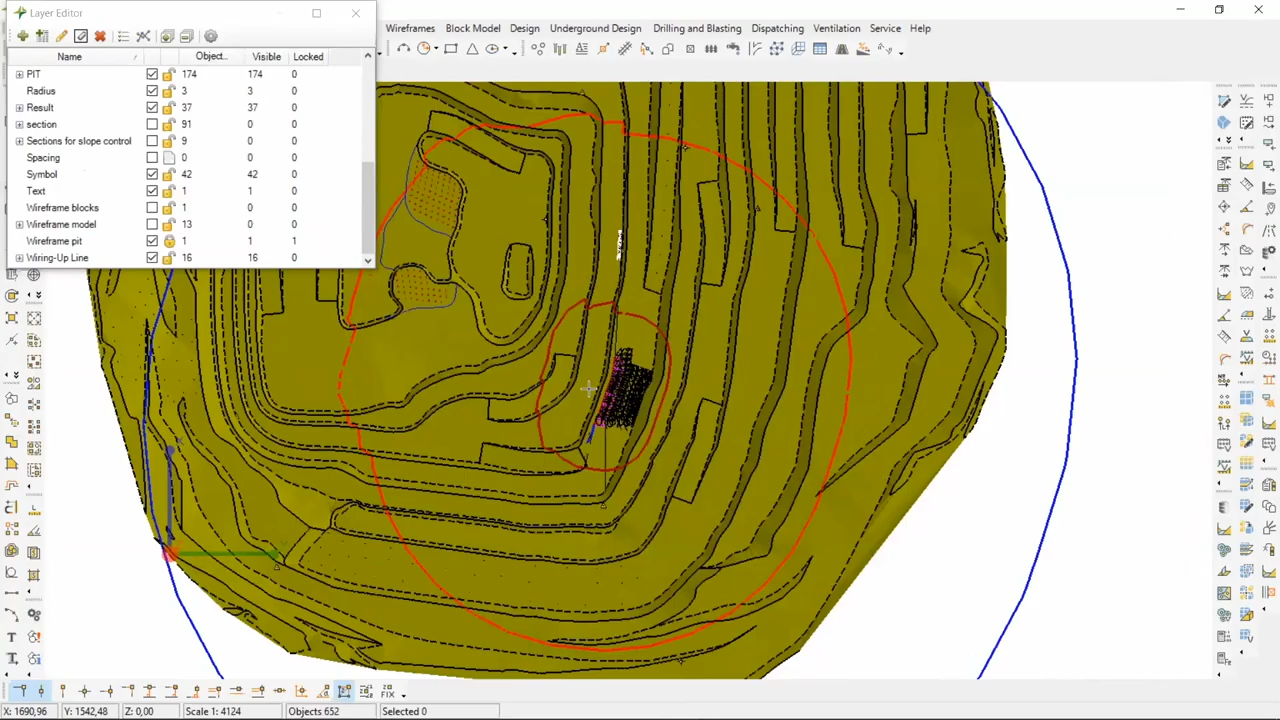 Layer Editor
Wireframes Block Model Design Underground Design Drilling and Blasting Dispatching Ventilation Service Help
Name Object... Visible Locked
PIT 174 174 0
Radius 3 3 0
Result 37 37 0
section 91 0 0
Sections for slope control 9 0 0
Spacing 0 0 0
Symbol 42 42 0
Text 1 1 0
Wireframe blocks 1 0 0
Wireframe model 13 0 0
Wireframe pit 1 1 1
Wiring-Up Line 16 16 0
FIX
X: 1690,96 Y: 1542,48 Z: 0,00 Scale 1: 4124 Objects 652 Selected 0